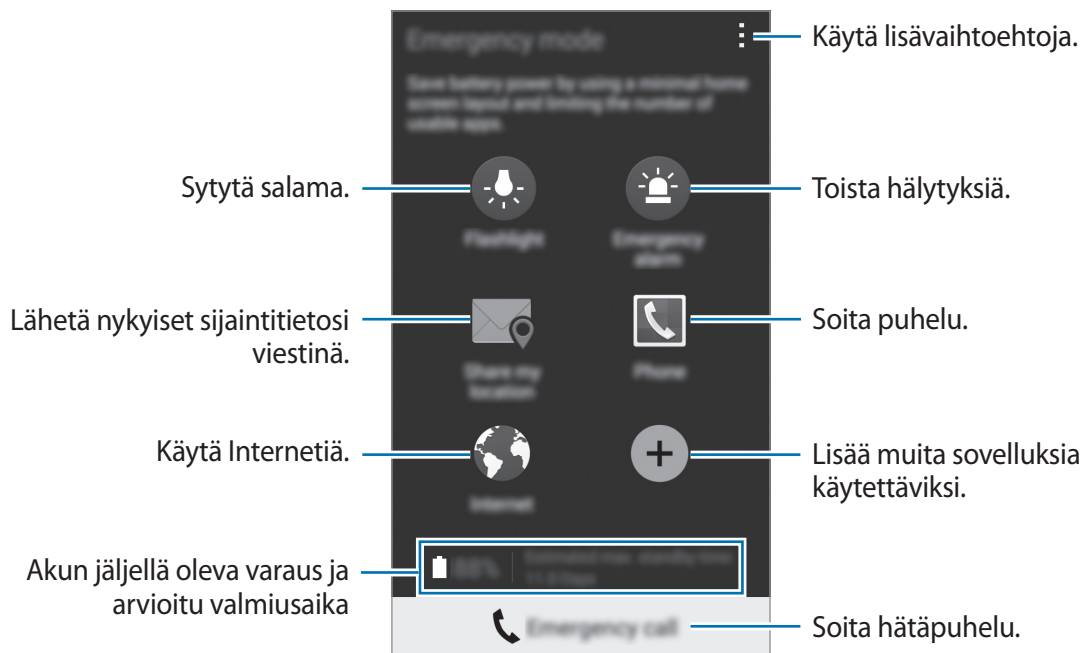 Emergency mode
Käytä lisävaihtoehtoja.
Save battery power by using a minimal home
screen layout and limiting the number of
usable apps.
Sytytä salama.
Toista hälytyksiä.
Flashlight
Emergency
alarm
Lähetä nykyiset sijaintitietosi
viestinä.
Soita puhelu.
Share my
location
Phone
Käytä Internetiä.
Lisää muita sovelluksia
käytettäviksi.
Internet
Akun jäljellä oleva varaus ja
arvioitu valmiusaika
Estimated max. standby time
Emergency call
Soita hätäpuhelu.